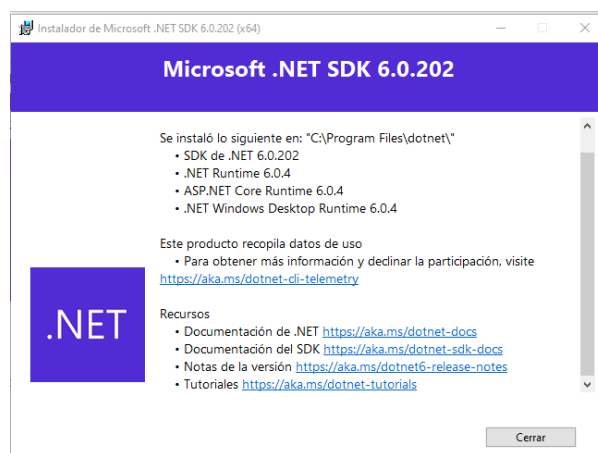 Instalador de Microsoft .NET SDK 6.0.202 (x64)
Microsoft .NET SDK 6.0.202
Se instaló lo siguiente en: "C:\Program Files\dotnet\"
• SDK de .NET 6.0.202
• .NET Runtime 6.0.4
• ASP.NET Core Runtime 6.0.4
• .NET Windows Desktop Runtime 6.0.4
Este producto recopila datos de uso
• Para obtener más información y declinar la participación, visite
https://aka.ms/dotnet-cli-telemetry
.NET
Recursos
• Documentación de .NET https://aka.ms/dotnet-docs
• Documentación del SDK https://aka.ms/dotnet-sdk-docs
• Notas de la versión https://aka.ms/dotnet6-release-notes
• Tutoriales https://aka.ms/dotnet-tutorials
Cerrar